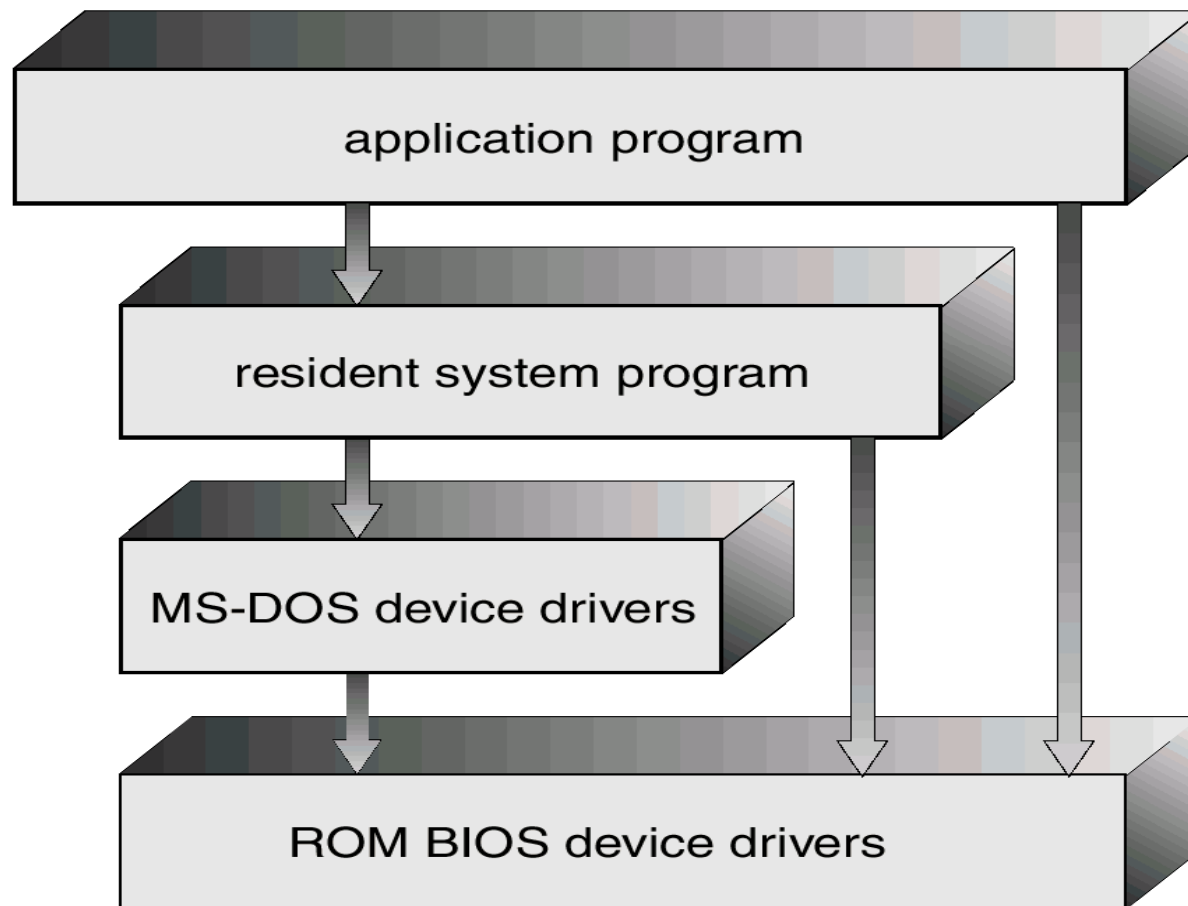 application program
resident system program
MS-DOS device drivers
ROM BIOS device drivers